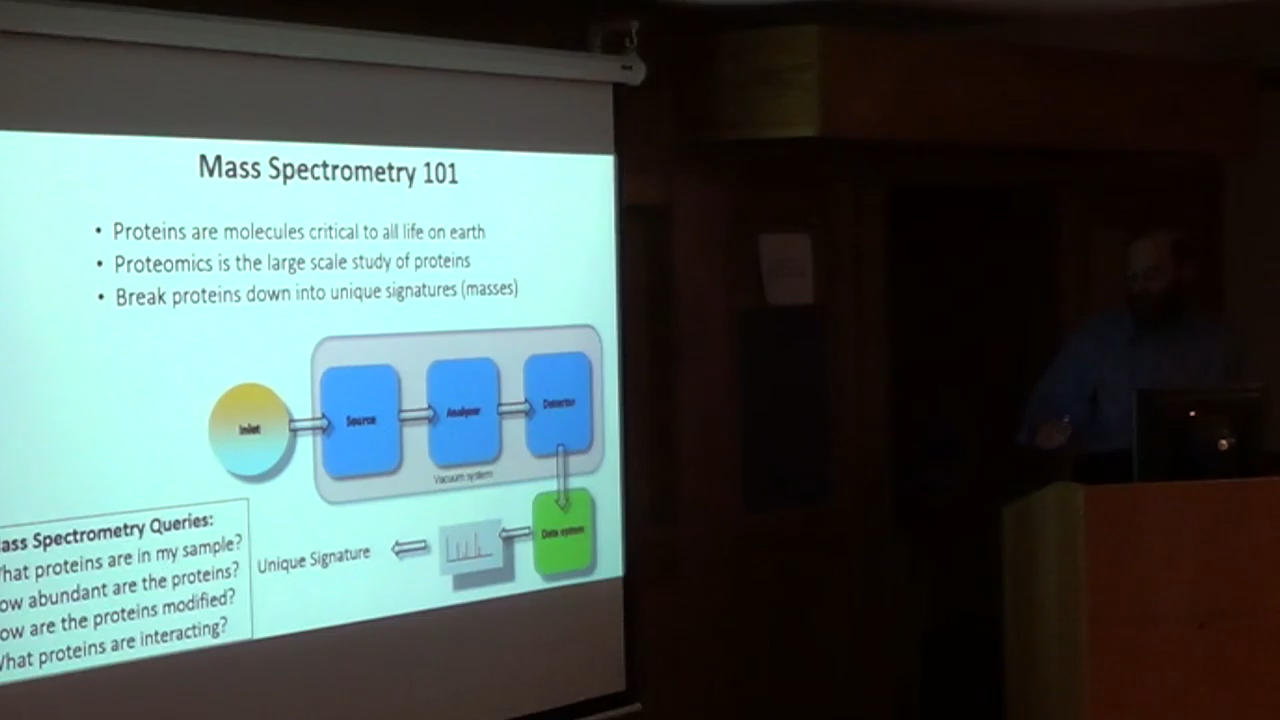 Mass Spectrometry 101
• Proteins are molecules critical to all life on earth
• Proteomics is the large scale study of proteins
• Break proteins down into unique signatures (masses)
Inlet
Source
Analyzer
Detector
Vacuum system
Data system
Unique Signature
ass Spectrometry Queries:
hat proteins are in my sample?
ow abundant are the proteins?
ow are the proteins modified?
What proteins are interacting?